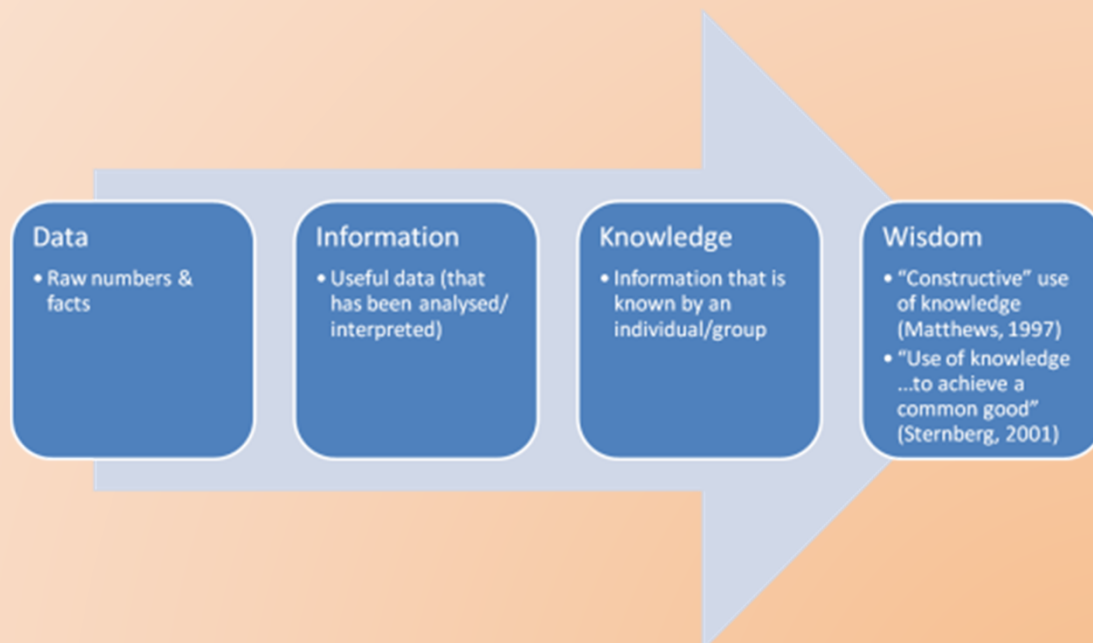 Data
• Raw numbers &
facts
Information
• Useful data (that
has been analysed/
interpreted)
Knowledge
• Information that is
known by an
individual/group
Wisdom
• “Constructive” use
of knowledge
(Matthews, 1997)
• “Use of knowledge
...to achieve a
common good”
(Sternberg, 2001)